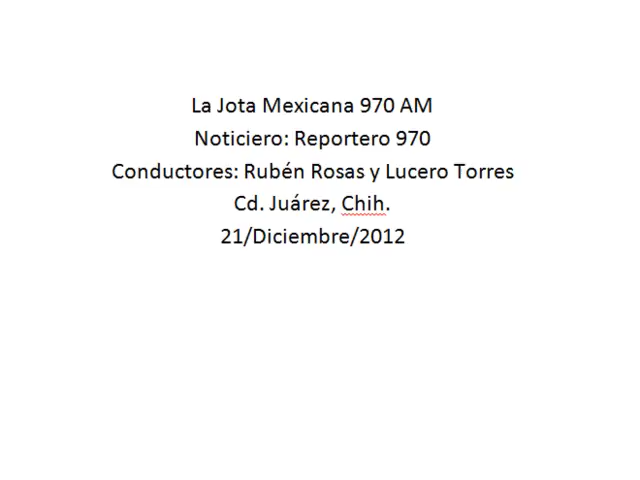 La Jota Mexicana 970 AM
Noticiero: Reportero 970
Conductores: Rubén Rosas y Lucero Torres
Cd. Juárez, Chih.
21/Diciembre/2012